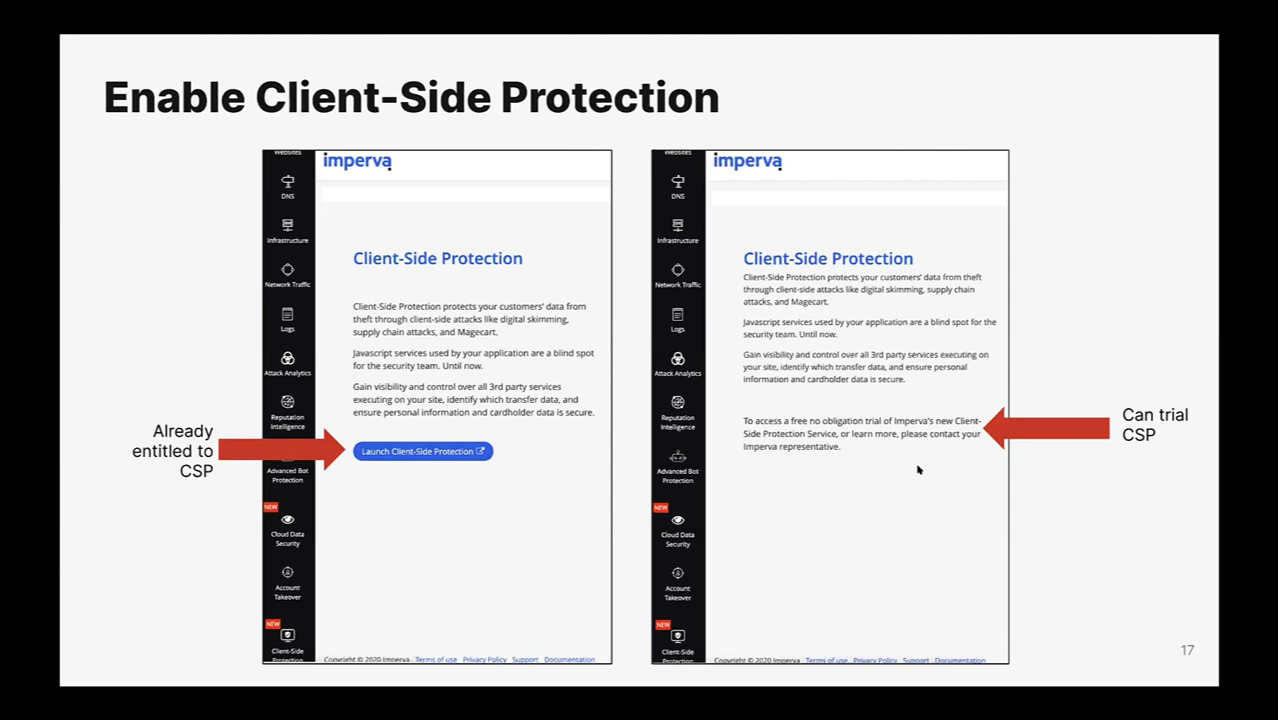 Enable Client-Side Protection
Websites
DNS
Infrastructure
Network Traffic
Logs
Attack Analytics
Reputation
Intelligence
Advanced Bot
Protection
NEW
Cloud Data
Security
Account
Takeover
NEW
Client-Side
Protection
imperva
Client-Side Protection
Client-Side Protection protects your customers' data from
theft through client-side attacks like digital skimming,
supply chain attacks, and Magecart.
Javascript services used by your application are a blind spot
for the security team. Until now.
Gain visibility and control over all 3rd party services
executing on your site, identify which transfer data, and
ensure personal information and cardholder data is secure.
Launch Client-Side Protection
Copyright © 2020 Imperva Terms of use Privacy Policy Support Documentation
Already
entitled to
CSP
Websites
DNS
Infrastructure
Network Traffic
Logs
Attack Analytics
Reputation
Intelligence
Advanced Bot
Protection
NEW
Cloud Data
Security
Account
Takeover
NEW
Client-Side
Protection
imperva
Client-Side Protection
Client-Side Protection protects your customers' data from theft
through client-side attacks like digital skimming, supply chain
attacks, and Magecart.
Javascript services used by your application are a blind spot for the
security team. Until now.
Gain visibility and control over all 3rd party services executing on
your site, identify which transfer data, and ensure personal
information and cardholder data is secure.
To access a free no obligation trial of Imperva's new Client-
Side Protection Service, or learn more, please contact your
Imperva representative.
Copyright © 2020 Imperva Terms of use Privacy Policy Support Documentation
Can trial
CSP
17